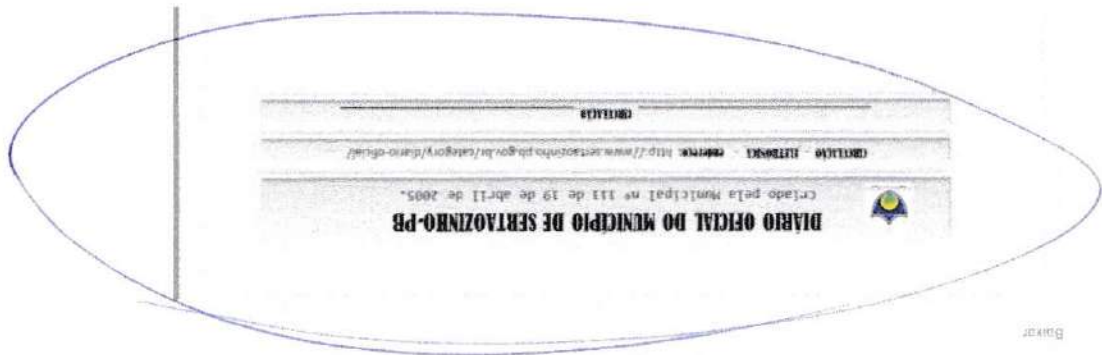 Baixar
DIÁRIO OFICIAL DO MUNICÍPIO DE SERTAOZINHO-PB
Criado pela Municipal nº 111 de 19 de abril de 2005.
CIRCULAÇÃO - ELETRÔNICA - ENDEREÇO: http://www.sertaozinho.pb.gov.br/category/diario-oficial/
CIRCULAÇÃO